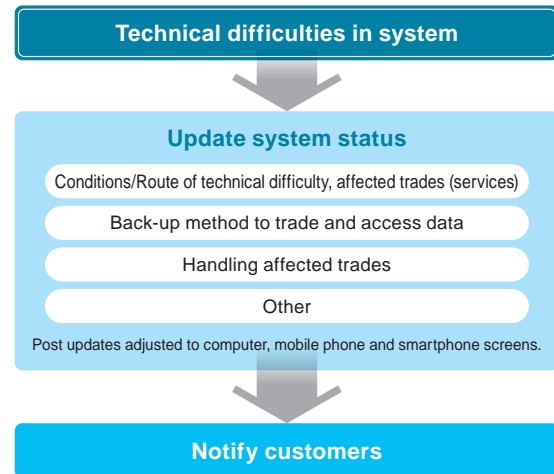 Technical difficulties in system
Update system status
Conditions/Route of technical difficulty, affected trades (services)
Back-up method to trade and access data
Handling affected trades
Other
Post updates adjusted to computer, mobile phone and smartphone screens.
Notify customers